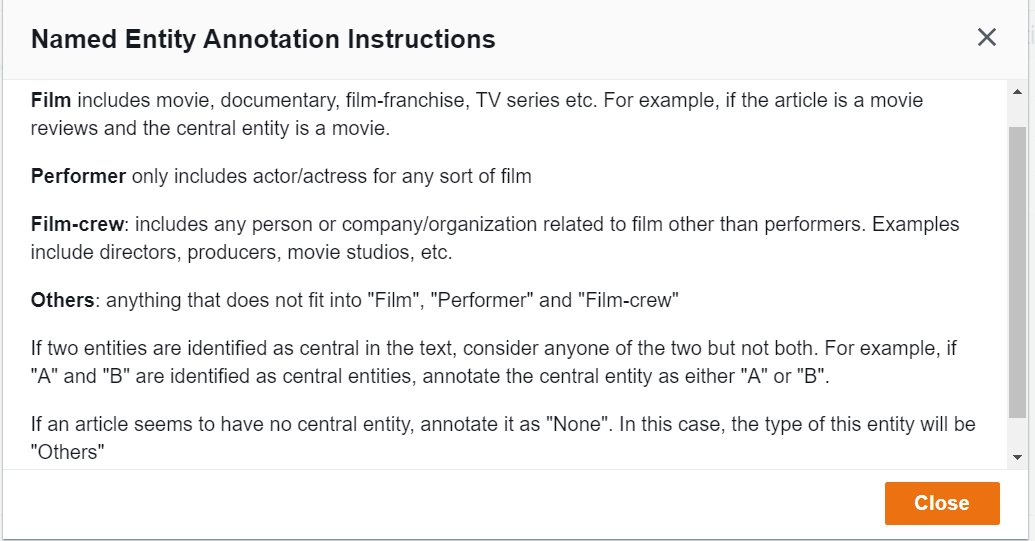 Named Entity Annotation Instructions
Film includes movie, documentary, film-franchise, TV series etc. For example, if the article is a movie
reviews and the central entity is a movie.
Performer only includes actor/actress for any sort of film
Film-crew: includes any person or company/organization related to film other than performers. Examples
include directors, producers, movie studios, etc.
Others: anything that does not fit into "Film", "Performer" and "Film-crew"
If two entities are identified as central in the text, consider anyone of the two but not both. For example, if
"A" and "B" are identified as central entities, annotate the central entity as either "A" or "B".
If an article seems to have no central entity, annotate it as "None". In this case, the type of this entity will be
"Others"
Close